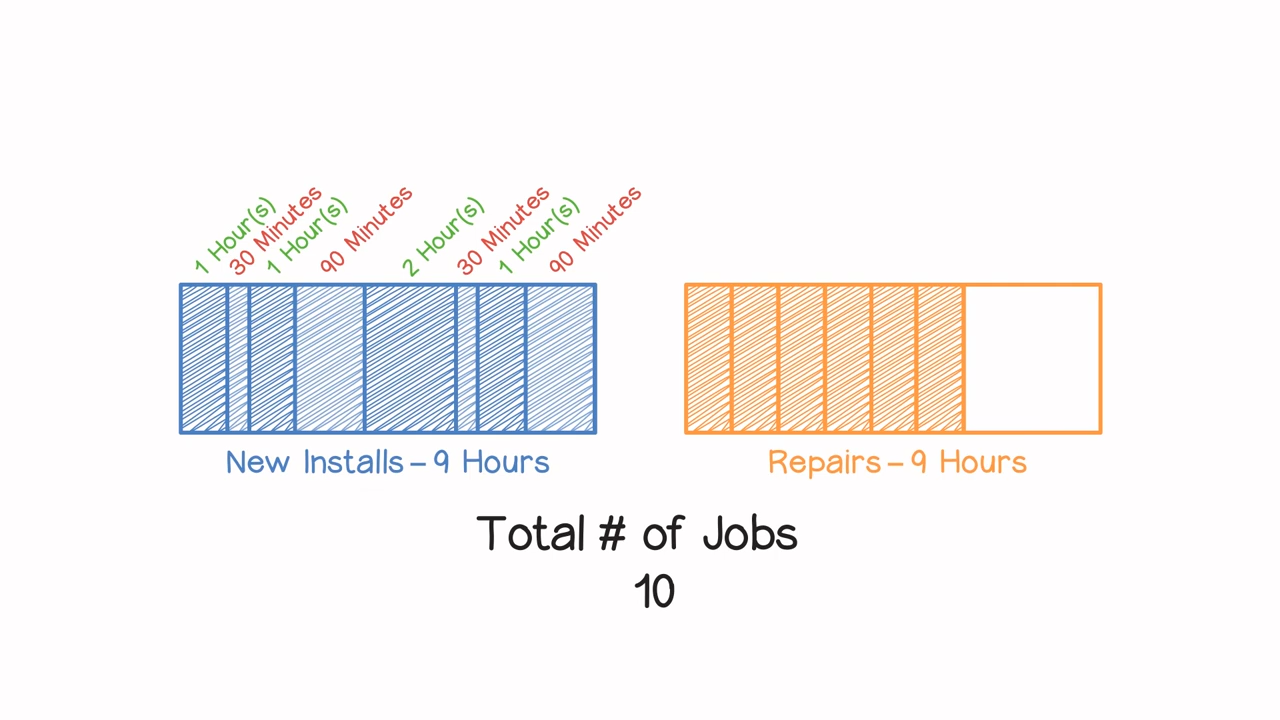 1 Hour(s)
30 Minutes
1 Hour(s)
90 Minutes
2 Hour(s)
30 Minutes
1 Hour(s)
90 Minutes
New Installs – 9 Hours
Repairs – 9 Hours
Total # of Jobs
10